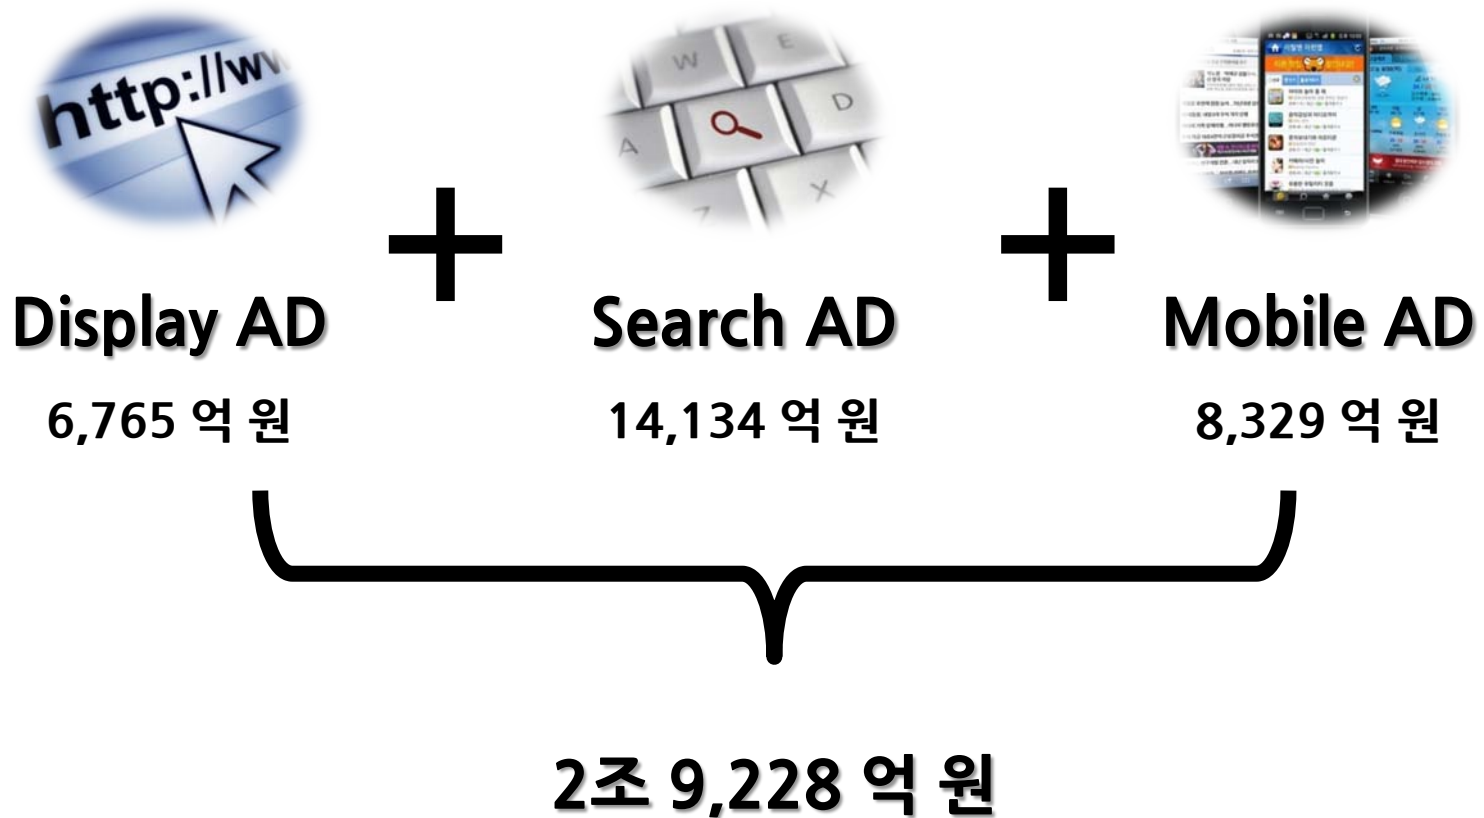 http://ww
W E
A D
Z X
Display AD
Search AD
Mobile AD
6,765 억 원
14,134 억 원
8,329 억 원
2조 9,228 억 원